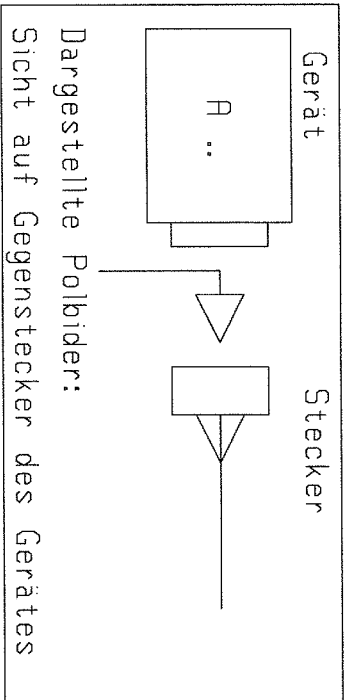 Gerät Stecker
A ..
Dargestellte Polbider:
Sicht auf Gegenstecker des Gerätes